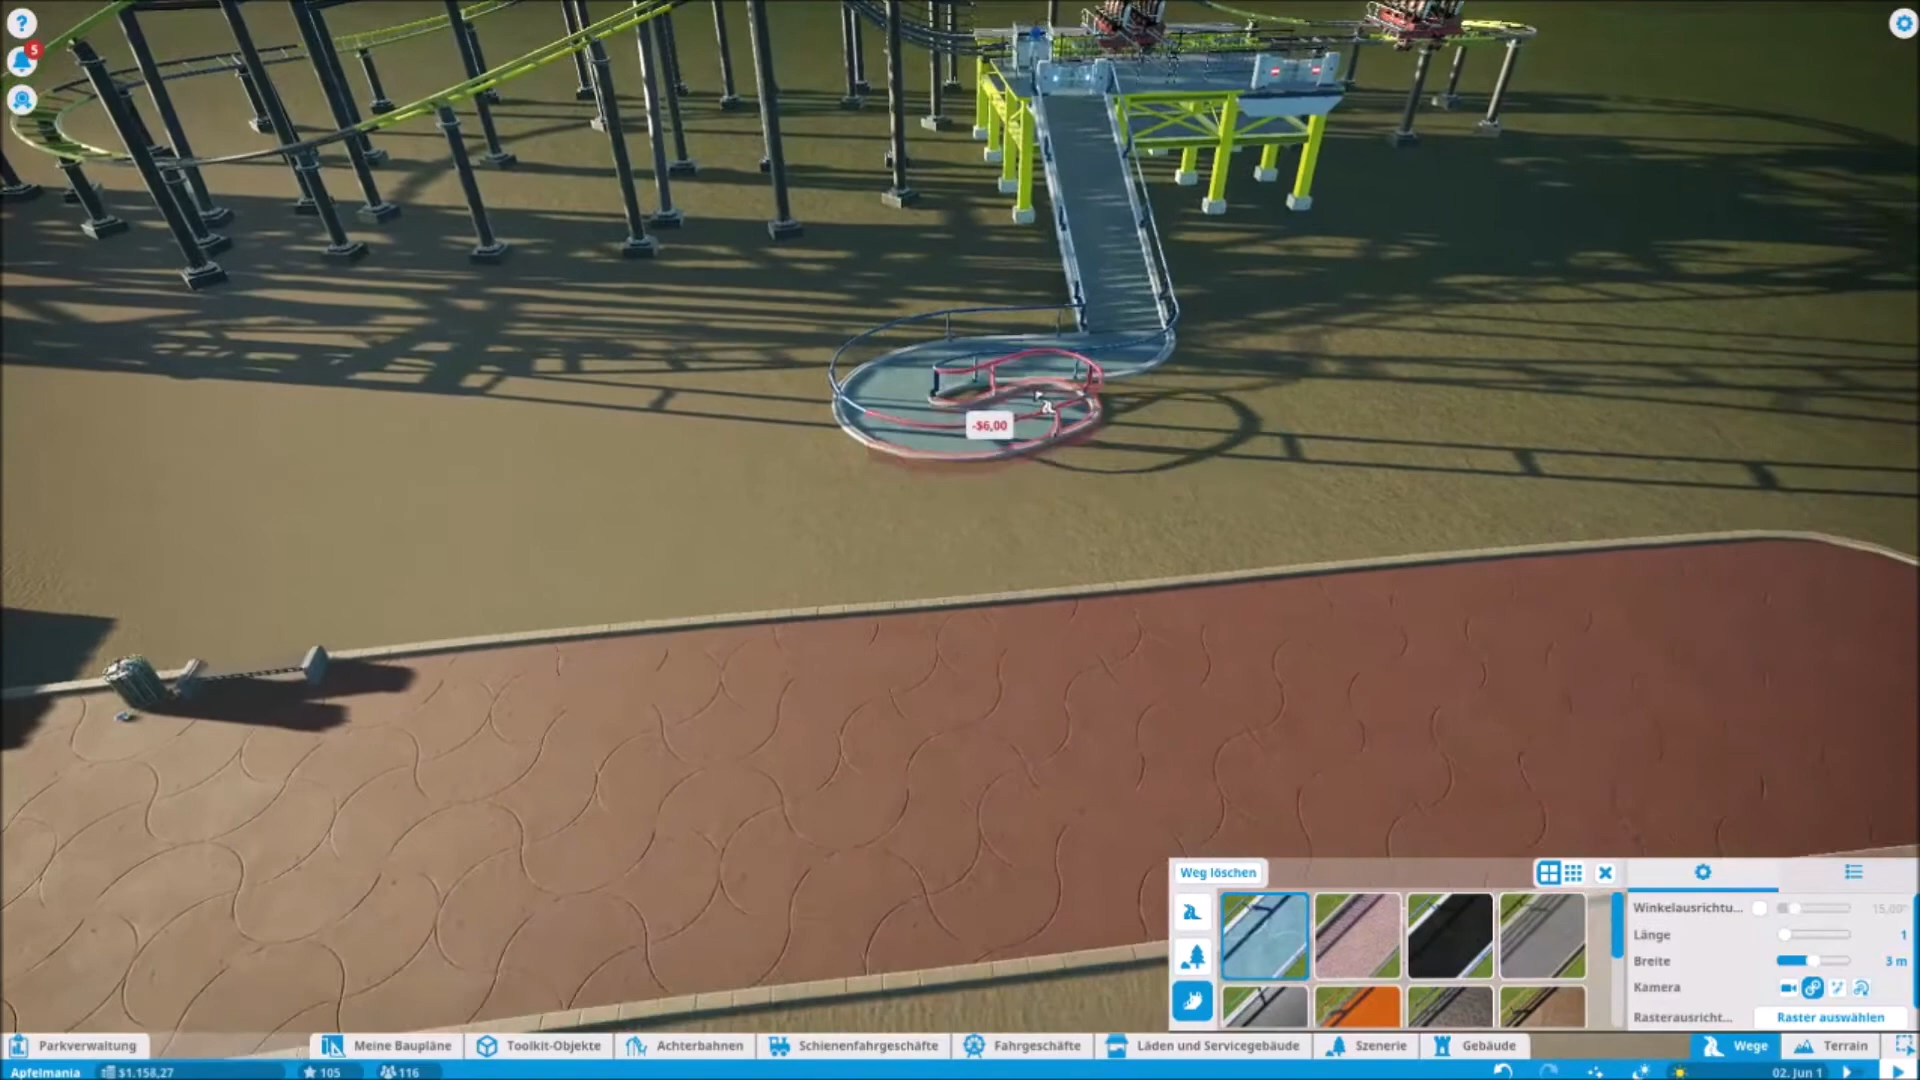 ?
5
-$6,00
Weg löschen
Winkelausrichtu... 15,00°
Länge 1
Breite 3 m
Kamera
Rasterausricht... Raster auswählen
Parkverwaltung Meine Baupläne Toolkit-Objekte Achterbahnen Schienenfahrgeschäfte Fahrgeschäfte Läden und Servicegebäude Szenerie Gebäude Wege Terrain
Apfelmania $1.158,27 105 116 02. Jun 1